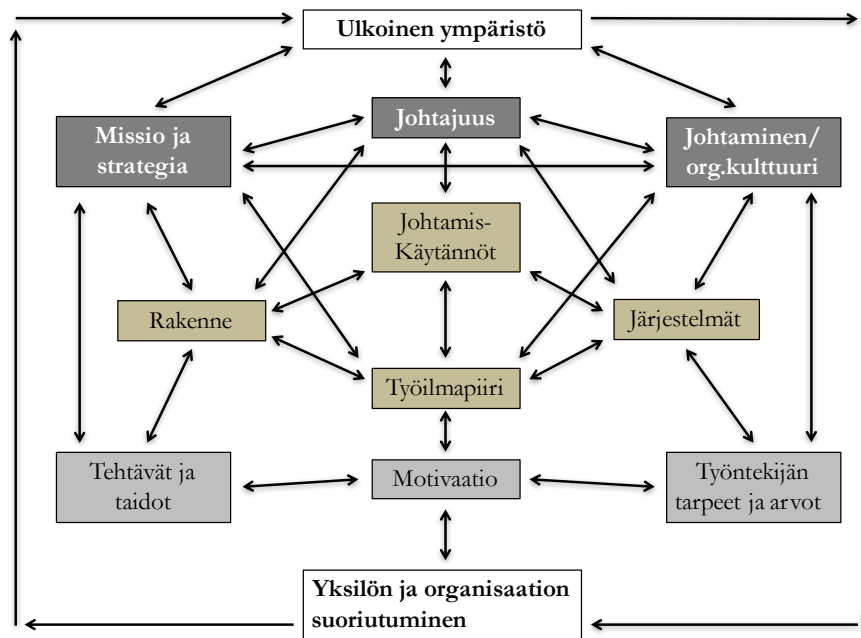 Ulkoinen ympäristö
Missio ja
strategia
Johtajuus
Johtaminen/
org.kulttuuri
Johtamis-
Käytännöt
Rakenne
Järjestelmät
Työilmapiiri
Tehtävät ja
taidot
Motivaatio
Työntekijän
tarpeet ja arvot
Yksilön ja organisaation
suoriutuminen